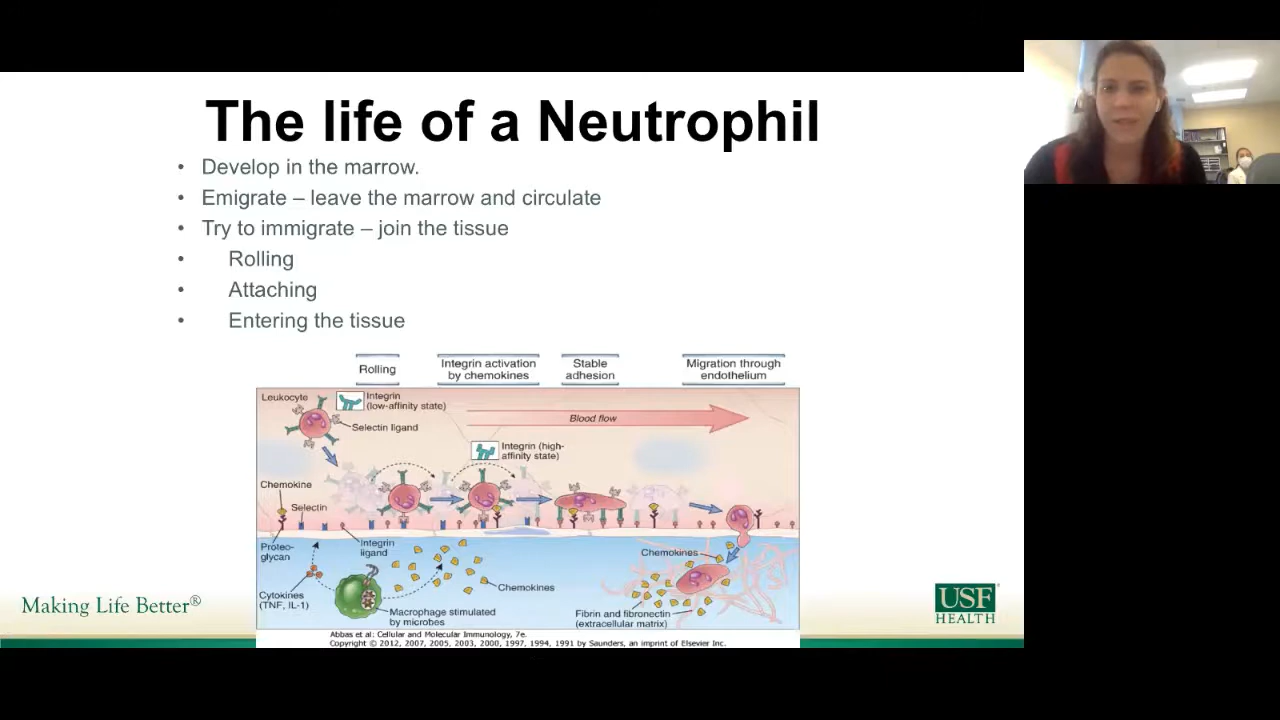 The life of a Neutrophil
• Develop in the marrow.
• Emigrate – leave the marrow and circulate
• Try to immigrate – join the tissue
• Rolling
• Attaching
• Entering the tissue
Rolling
Integrin activation
by chemokines
Stable
adhesion
Migration through
endothelium
Leukocyte
Integrin
(low-affinity state)
Selectin ligand
Blood flow
Integrin (high-
affinity state)
Chemokine
Selectin
Proteo-
glycan
Integrin
ligand
Cytokines
(TNF, IL-1)
Chemokines
Macrophage stimulated
by microbes
Chemokines
Fibrin and fibronectin
(extracellular matrix)
Abbas et al: Cellular and Molecular Immunology, 7e.
Copyright © 2012, 2007, 2005, 2003, 2000, 1997, 1994, 1991 by Saunders, an imprint of Elsevier Inc.
Making Life Better®
USF
HEALTH